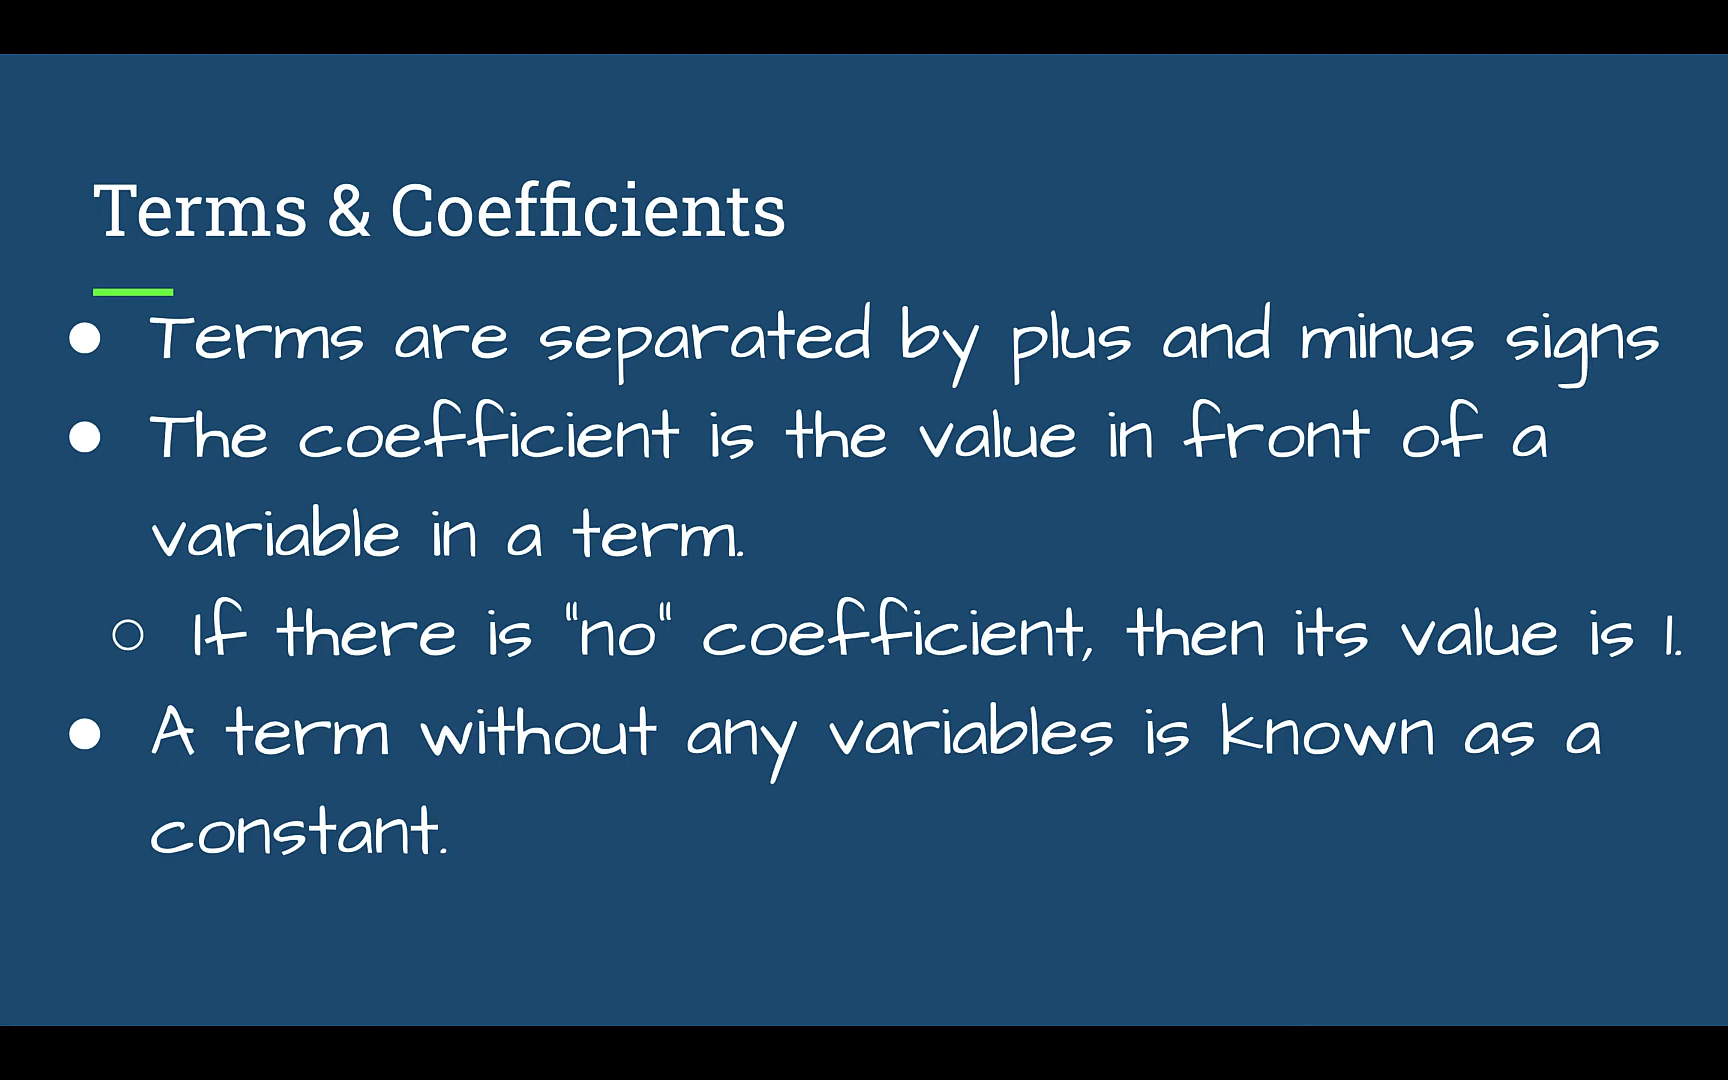 Terms & Coefficients
● Terms are separated by plus and minus signs
● The coefficient is the value in front of a
variable in a term.
○ If there is "no" coefficient, then its value is 1.
● A term without any variables is known as a
constant.